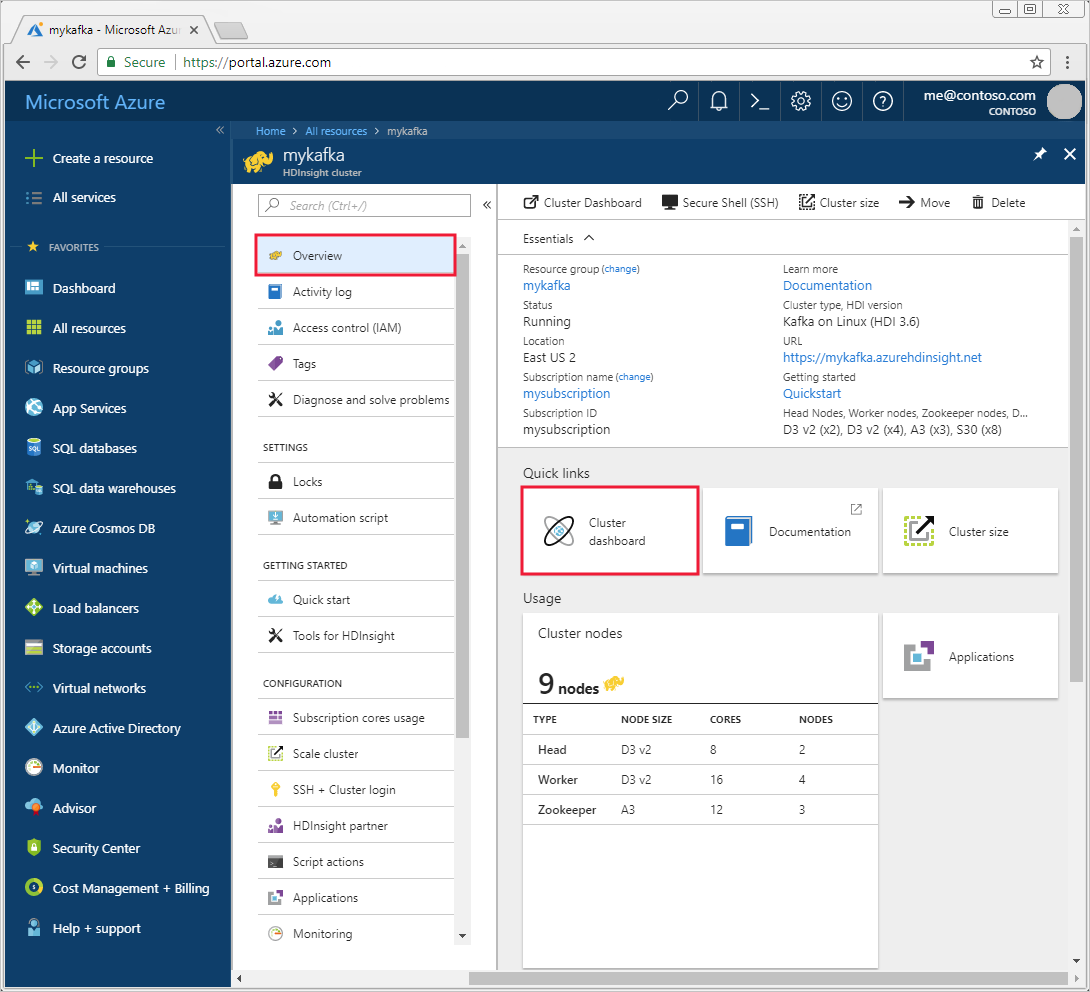 mykafka - Microsoft Azu
Secure https://portal.azure.com
Microsoft Azure
me@contoso.com
CONTOSO
Create a resource
All services
FAVORITES
Dashboard
All resources
Resource groups
App Services
SQL databases
SQL data warehouses
Azure Cosmos DB
Virtual machines
Load balancers
Storage accounts
Virtual networks
Azure Active Directory
Monitor
Advisor
Security Center
Cost Management + Billing
Help + support
Home > All resources > mykafka
mykafka
HDInsight cluster
Search (Ctrl+/)
Overview
Activity log
Access control (IAM)
Tags
Diagnose and solve problems
SETTINGS
Locks
Automation script
GETTING STARTED
Quick start
Tools for HDInsight
CONFIGURATION
Subscription cores usage
Scale cluster
SSH + Cluster login
HDInsight partner
Script actions
Applications
Monitoring
Cluster Dashboard Secure Shell (SSH) Cluster size Move Delete
Essentials
Resource group (change)
mykafka
Status
Running
Location
East US 2
Subscription name (change)
mysubscription
Subscription ID
mysubscription
Learn more
Documentation
Cluster type, HDI version
Kafka on Linux (HDI 3.6)
URL
https://mykafka.azurehdinsight.net
Getting started
Quickstart
Head Nodes, Worker nodes, Zookeeper nodes, D...
D3 v2 (x2), D3 v2 (x4), A3 (x3), S30 (x8)
Quick links
Cluster
dashboard
Documentation
Cluster size
Usage
Cluster nodes
9 nodes
TYPE NODE SIZE CORES NODES
Head D3 v2 8 2
Worker D3 v2 16 4
Zookeeper A3 12 3
Applications